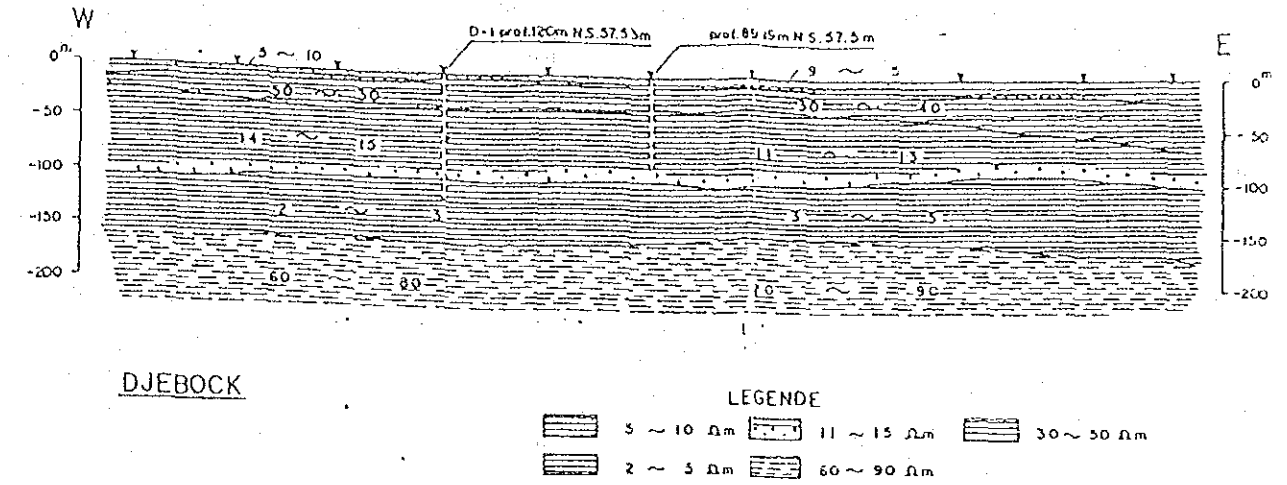 W
E
D-1 prof.120m N.S.57.53m
prof.89.15m N.S.57.5m
0m
-50
-100
-150
-200
0m
-50
-100
-150
-200
5 ~ 10
9 ~ 5
50 ~ 30
30 ~ 40
14 ~ 15
11 ~ 13
2 ~ 3
3 ~ 5
60 ~ 80
70 ~ 90
DJEBOCK
LEGENDE
5 ~ 10 Ωm
11 ~ 15 Ωm
30 ~ 50 Ωm
2 ~ 5 Ωm
60 ~ 90 Ωm